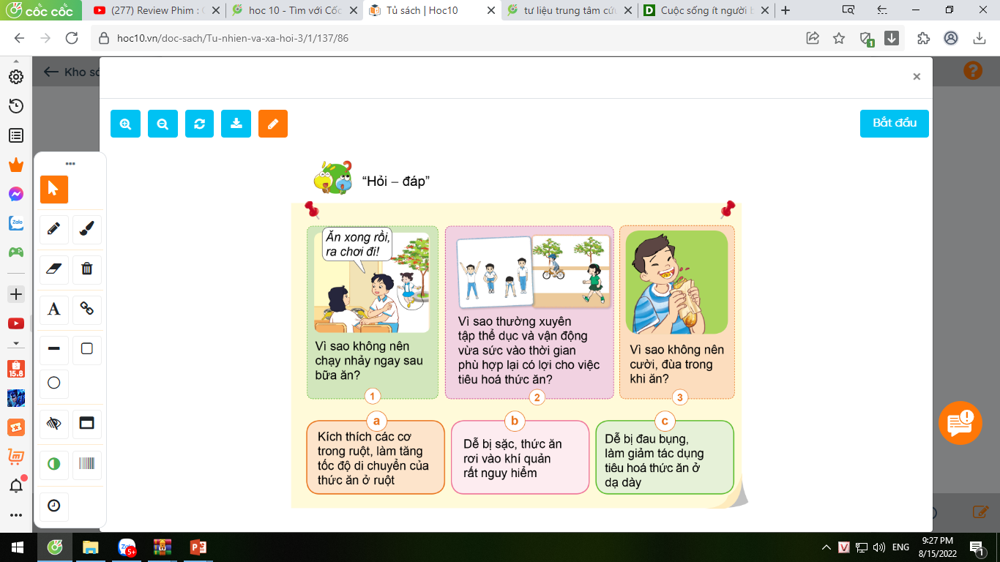 cốc cốc
(277) Review Phim : C
hoc 10 - Tìm với Cốc
Tủ sách | Hoc10
tư liệu trung tâm cứu
Cuộc sống ít người b
hoc10.vn/doc-sach/Tu-nhien-va-xa-hoi-3/1/137/86
Kho sá
Bắt đầu
“Hỏi – đáp”
Ăn xong rồi,
ra chơi đi!
Vì sao không nên
chạy nhảy ngay sau
bữa ăn?
1
Vì sao thường xuyên
tập thể dục và vận động
vừa sức vào thời gian
phù hợp lại có lợi cho việc
tiêu hoá thức ăn?
2
Vì sao không nên
cười, đùa trong
khi ăn?
3
a
Kích thích các cơ
trong ruột, làm tăng
tốc độ di chuyển của
thức ăn ở ruột
b
Dễ bị sặc, thức ăn
rơi vào khí quản
rất nguy hiểm
c
Dễ bị đau bụng,
làm giảm tác dụng
tiêu hoá thức ăn ở
dạ dày
Zalo
15.8
A
1
5+
V
ENG
9:27 PM
8/15/2022
1